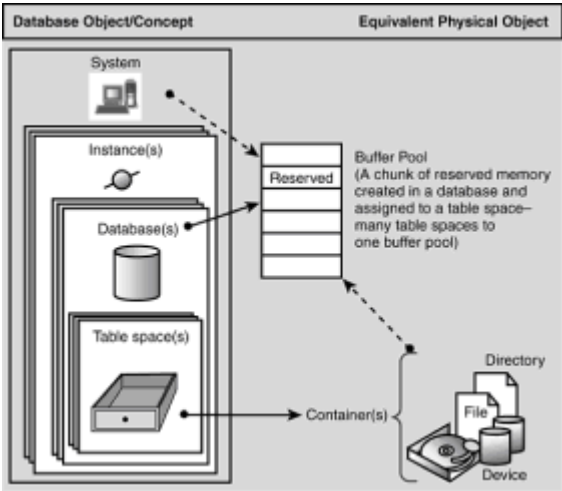 Database Object/Concept
Equivalent Physical Object
System
Instance(s)
Database(s)
Table space(s)
Reserved
Buffer Pool
(A chunk of reserved memory
created in a database and
assigned to a table space–
many table spaces to
one buffer pool)
Container(s)
Directory
File
Device